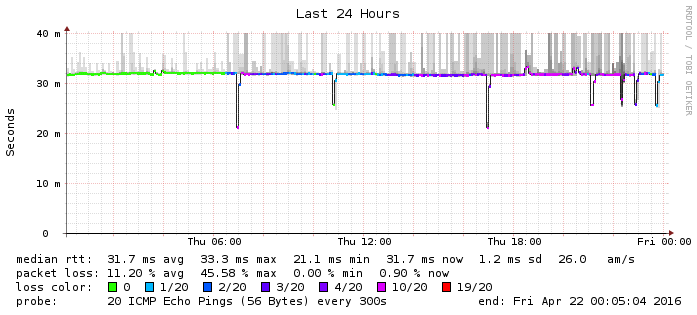 Last 24 Hours
RRDTOOL / TOBI OETIKER
40 m
30 m
20 m
10 m
0
Seconds
Thu 06:00 Thu 12:00 Thu 18:00 Fri 00:00
median rtt: 31.7 ms avg 33.3 ms max 21.1 ms min 31.7 ms now 1.2 ms sd 26.0 am/s
packet loss: 11.20 % avg 45.58 % max 0.00 % min 0.90 % now
loss color: 0 1/20 2/20 3/20 4/20 10/20 19/20
probe: 20 ICMP Echo Pings (56 Bytes) every 300s end: Fri Apr 22 00:05:04 2016